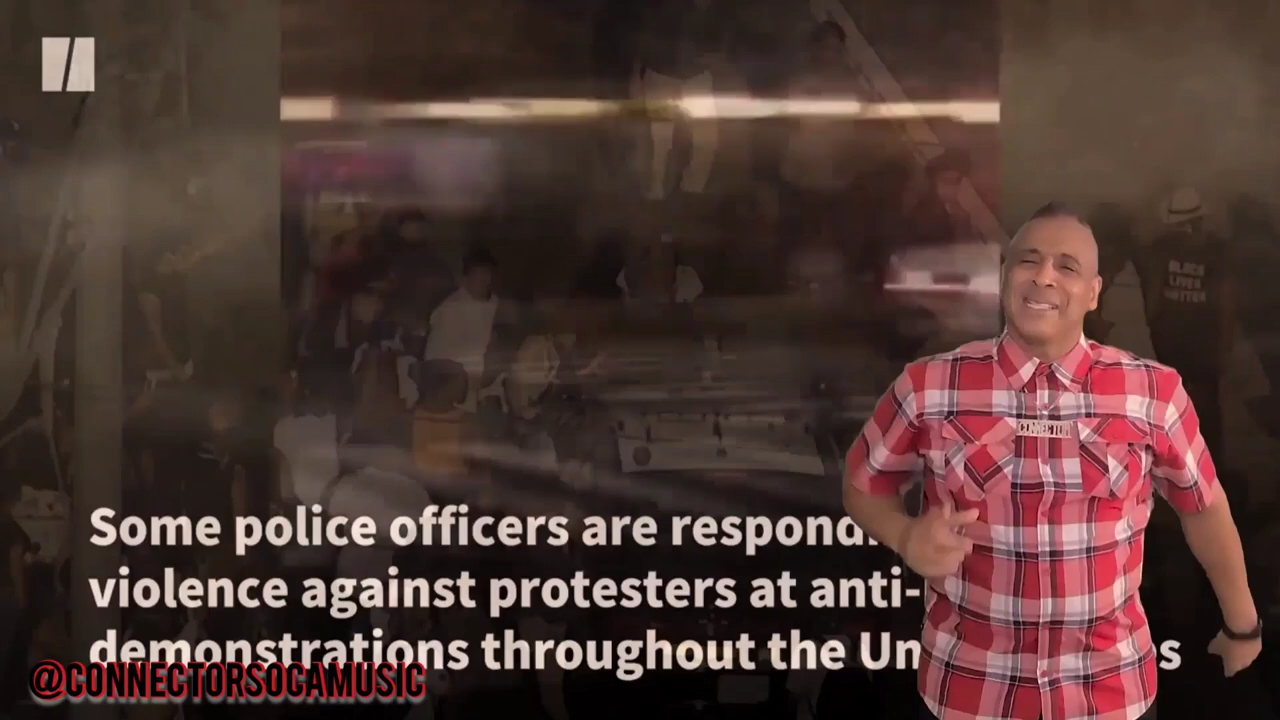 BLACK
LIVES
MATTER
CONNECTOR
Some police officers are respond
violence against protesters at anti-
demonstrations throughout the Un s
@CONNECTORSOCAMUSIC